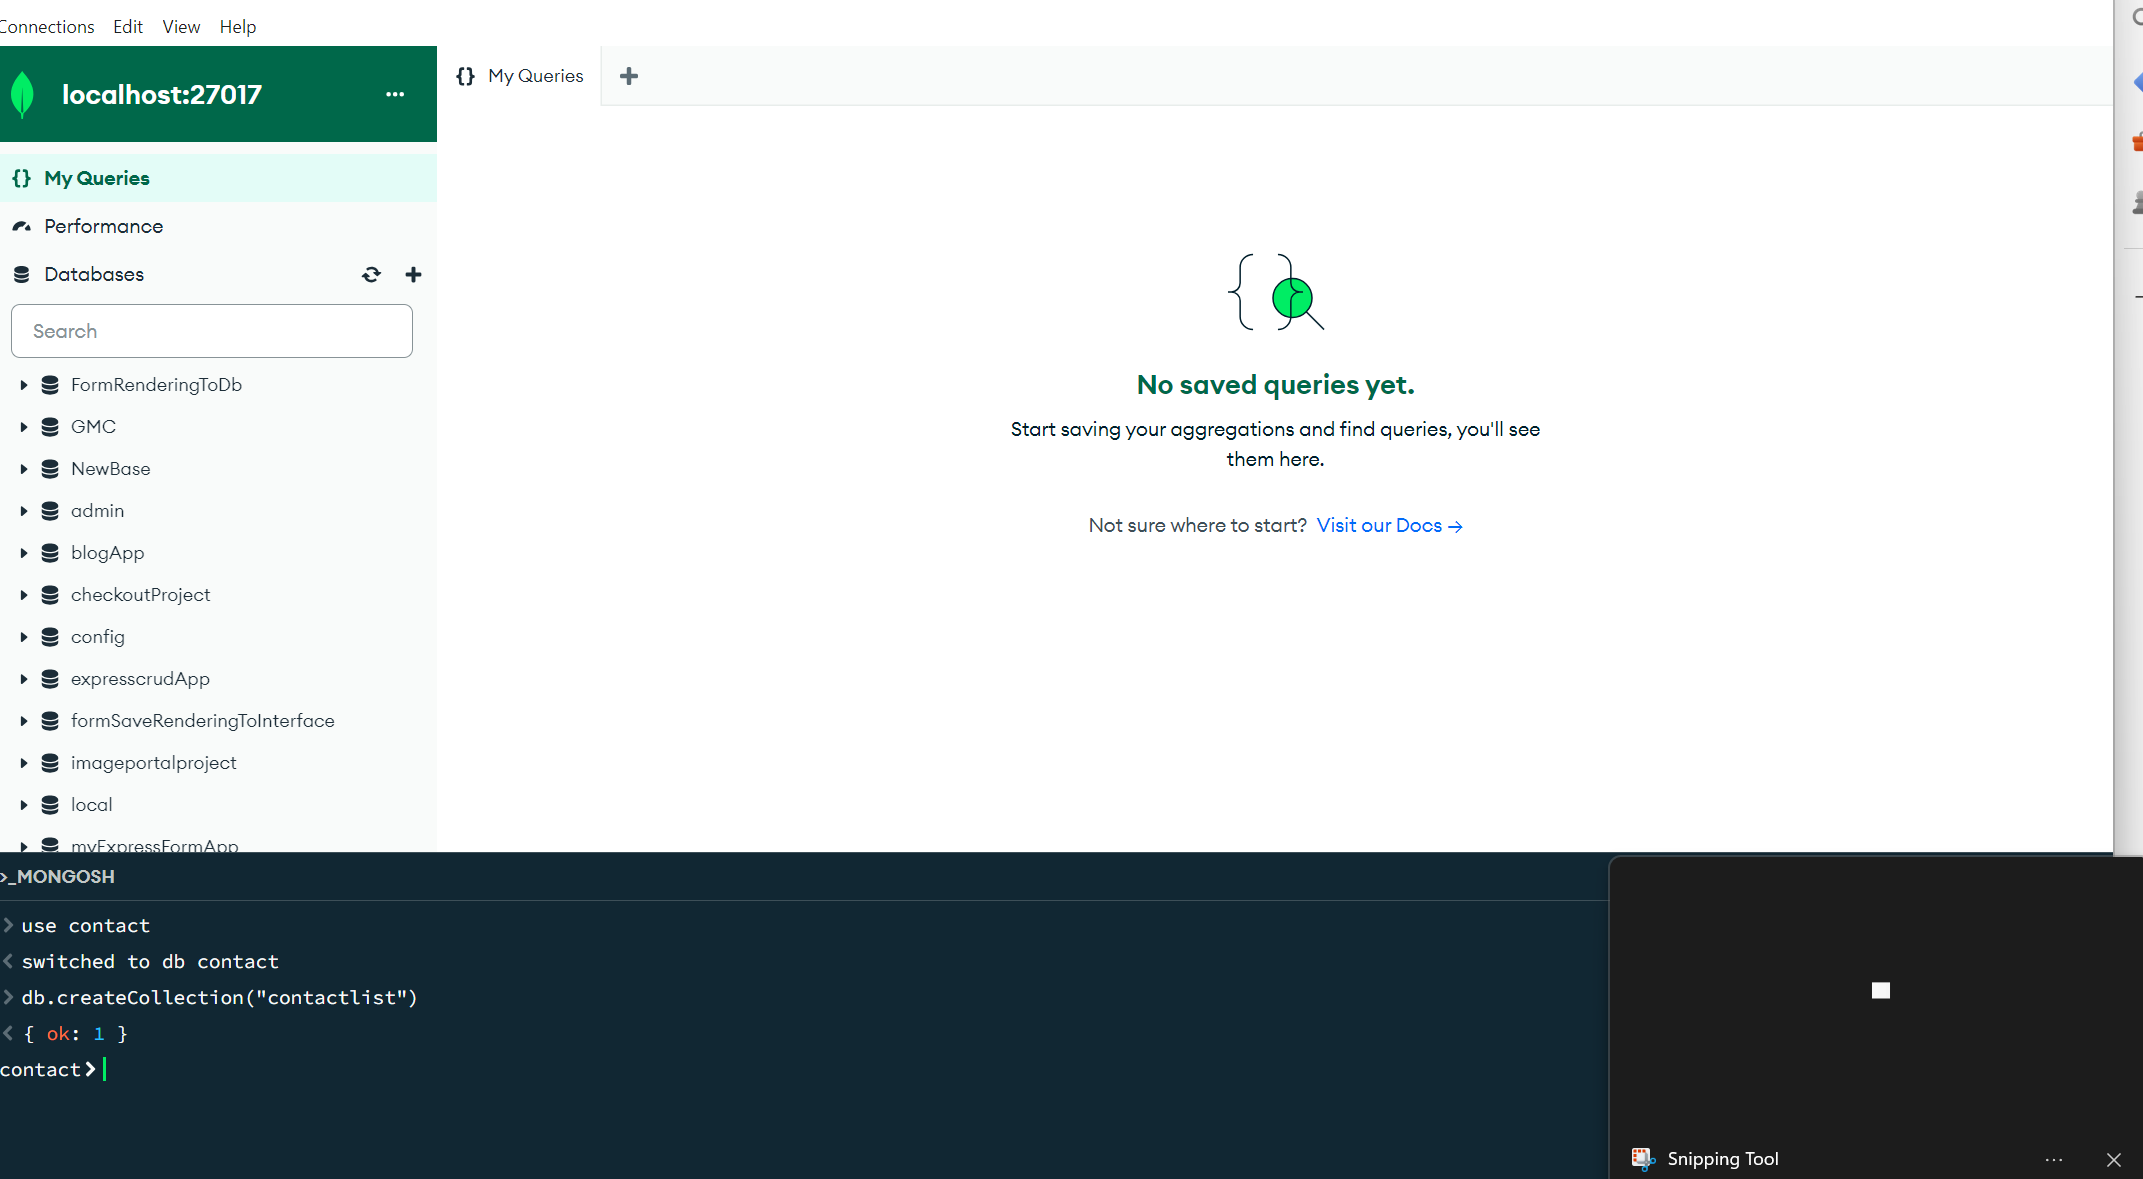 Connections Edit View Help
localhost:27017 ...
{} My Queries
My Queries
Performance
Databases
Search
FormRenderingToDb
GMC
NewBase
admin
blogApp
checkoutProject
config
expresscrudApp
formSaveRenderingToInterface
imageportalproject
local
myExpressFormApp
No saved queries yet.
Start saving your aggregations and find queries, you'll see
them here.
Not sure where to start? Visit our Docs →
>_MONGOSH
> use contact
< switched to db contact
> db.createCollection("contactlist")
< { ok: 1 }
contact>
Snipping Tool